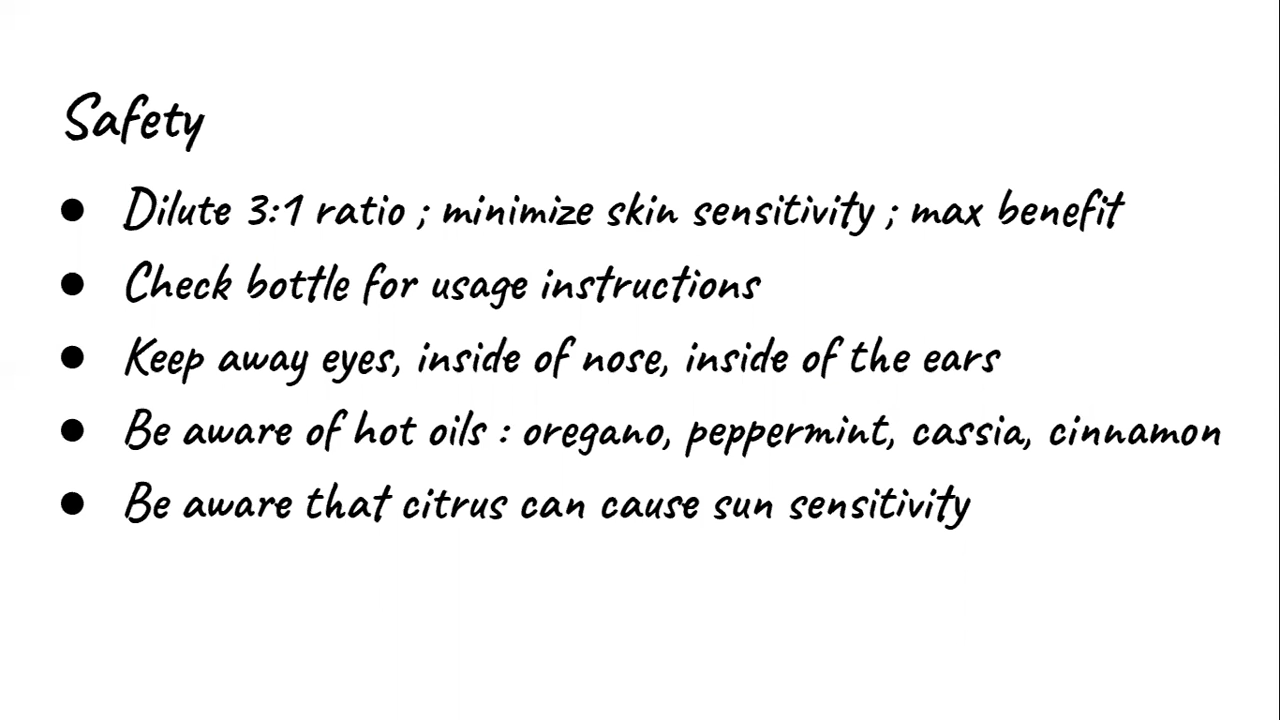 Safety
● Dilute 3:1 ratio ; minimize skin sensitivity ; max benefit
● Check bottle for usage instructions
● Keep away eyes, inside of nose, inside of the ears
● Be aware of hot oils : oregano, peppermint, cassia, cinnamon
● Be aware that citrus can cause sun sensitivity